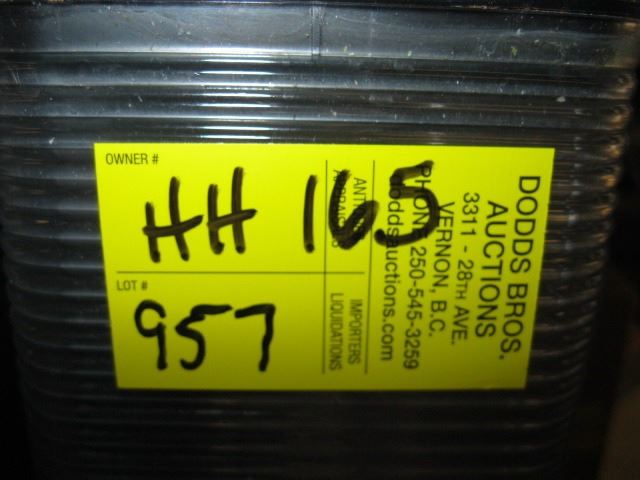 OWNER #
HH 165
LOT #
957
DODDS BROS.
AUCTIONS
3311 - 28TH AVE.
VERNON, B.C.
PHONE 250-545-3259
doddsauctions.com
IMPORTERS
LIQUIDATIONS